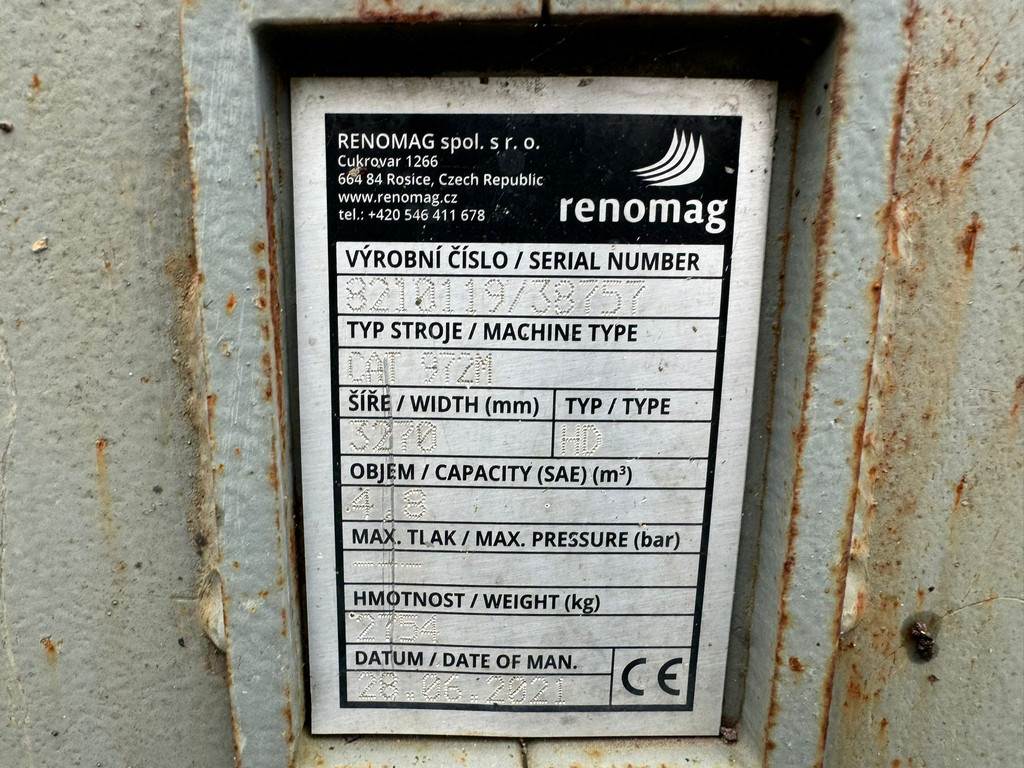 RENOMAG spol. s r. o.
Cukrovar 1266
664 84 Rosice, Czech Republic
www.renomag.cz
tel.: +420 546 411 678
renomag
VÝROBNÍ ČÍSLO / SERIAL NUMBER
8210119/38757
TYP STROJE / MACHINE TYPE
CAT 972M
ŠÍŘE / WIDTH (mm) TYP / TYPE
3270 HD
OBJEM / CAPACITY (SAE) (m³)
4.8
MAX. TLAK / MAX. PRESSURE (bar)
---
HMOTNOST / WEIGHT (kg)
2754
DATUM / DATE OF MAN.
28.06.2021
CE